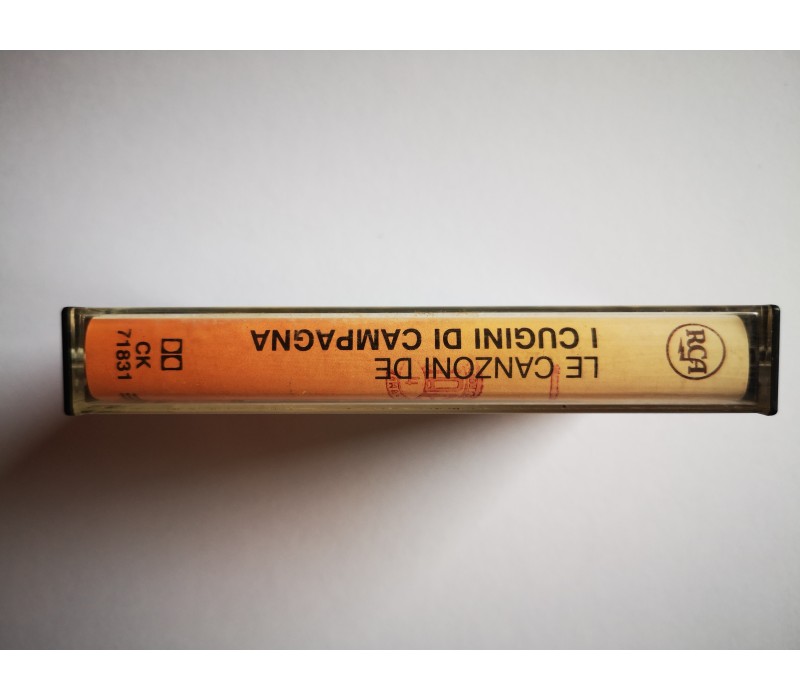 RCA
LE CANZONI DE
I CUGINI DI CAMPAGNA
CK
71831